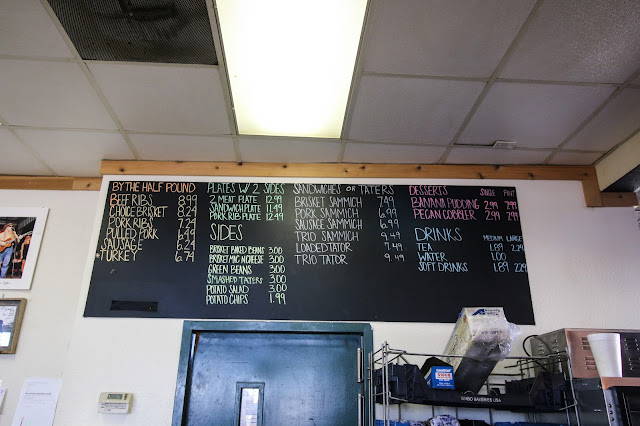 BY THE HALF POUND
BEEF RIBS 8.99
CHOICE BRISKET 8.24
PORK RIBS 7.24
PULLED PORK 6.24
SAUSAGE 6.24
TURKEY 6.74
PLATES W/ 2 SIDES
2 MEAT PLATE 12.99
SANDWICH PLATE 11.49
PORK RIB PLATE 12.49
SIDES
BRISKET BAKED BEANS 3.00
BRISKET MAC N CHEESE 3.00
GREEN BEANS 3.00
SMASHED TATERS 3.00
POTATO SALAD 3.00
POTATO CHIPS 1.99
SANDWICHES OR TATERS
BRISKET SAMMICH 7.49
PORK SAMMICH 6.99
SAUSAGE SAMMICH 6.99
TRIO SAMMICH 9.49
LOADED TATOR 7.49
TRIO TATOR 9.49
DESSERTS SINGLE PINT
BANANA PUDDING 2.99 7.99
PECAN COBBLER 2.99 7.99
DRINKS MEDIUM LARGE
TEA 1.89 2.29
WATER 1.00
SOFT DRINKS 1.89 2.29
BIMBO BAKERIES USA